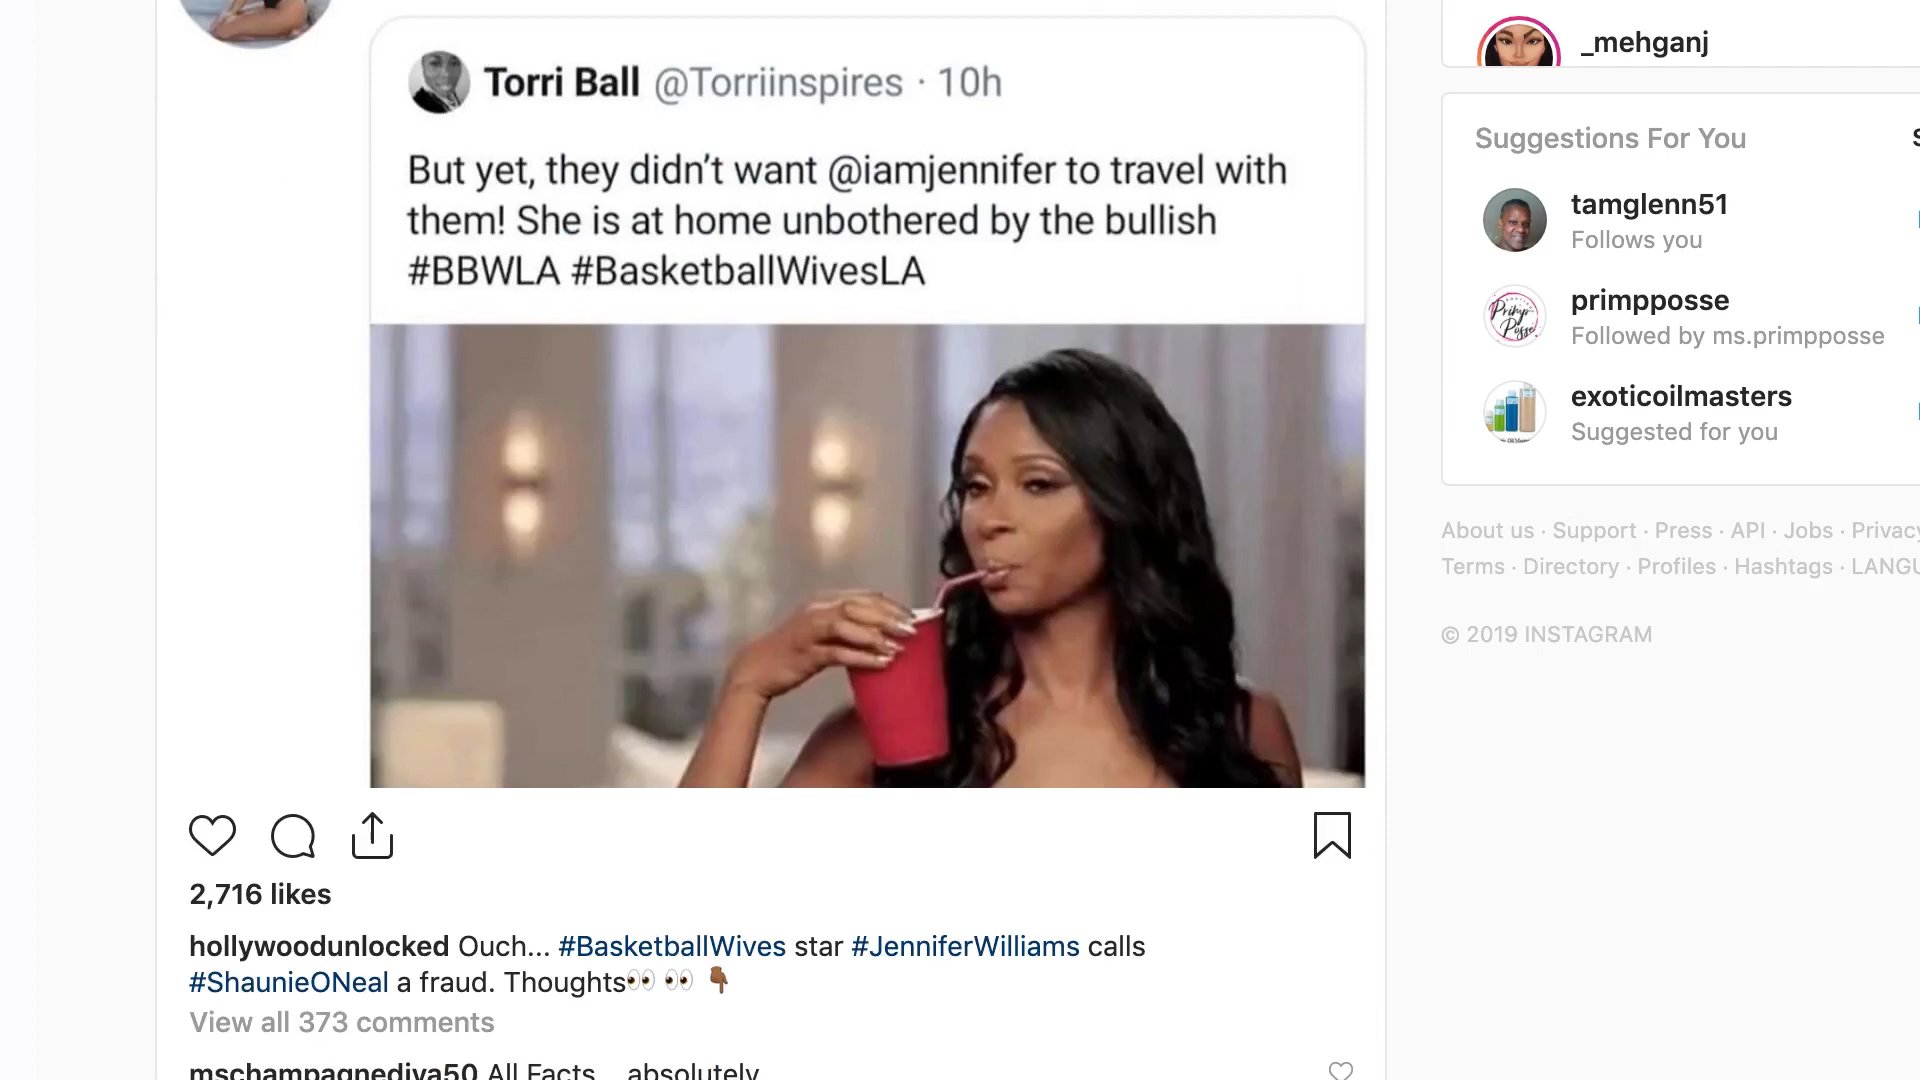 Torri Ball @Torriinspires · 10h
But yet, they didn’t want @iamjennifer to travel with
them! She is at home unbothered by the bullish
#BBWLA #BasketballWivesLA
2,716 likes
hollywoodunlocked Ouch... #BasketballWives star #JenniferWilliams calls
#ShaunieONeal a fraud. Thoughts👀 👀 👇🏾
View all 373 comments
mschampagnediva50 All Facts... absolutely
_mehganj
Suggestions For You
tamglenn51
Follows you
primpposse
Followed by ms.primpposse
exoticoilmasters
Suggested for you
About us · Support · Press · API · Jobs · Privacy
Terms · Directory · Profiles · Hashtags · LANGU
© 2019 INSTAGRAM